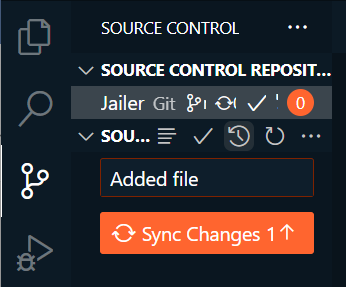 SOURCE CONTROL
SOURCE CONTROL REPOSIT...
Jailer Git 0
SOU...
Added file
Sync Changes 1↑